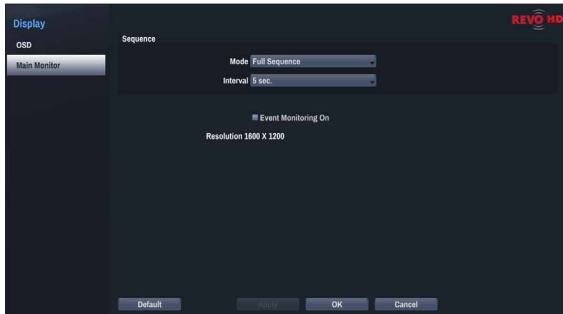 Display
REVO HD
OSD
Main Monitor
Sequence
Mode Full Sequence
Interval 5 sec.
Event Monitoring On
Resolution 1600 X 1200
Default Apply OK Cancel